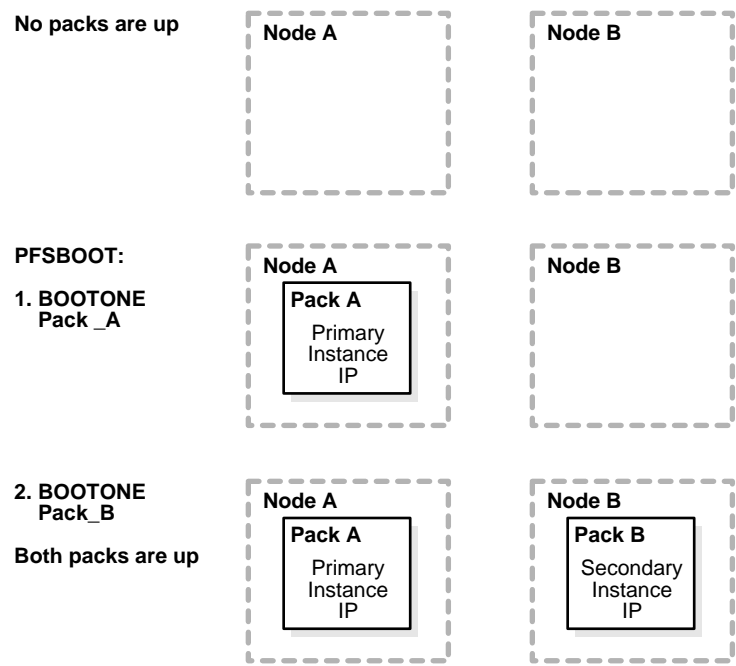 No packs are up
Node A
Node B
PFSBOOT:
1. BOOTONE
Pack _A
Node A
Pack A
Primary
Instance
IP
Node B
2. BOOTONE
Pack_B
Both packs are up
Node A
Pack A
Primary
Instance
IP
Node B
Pack B
Secondary
Instance
IP